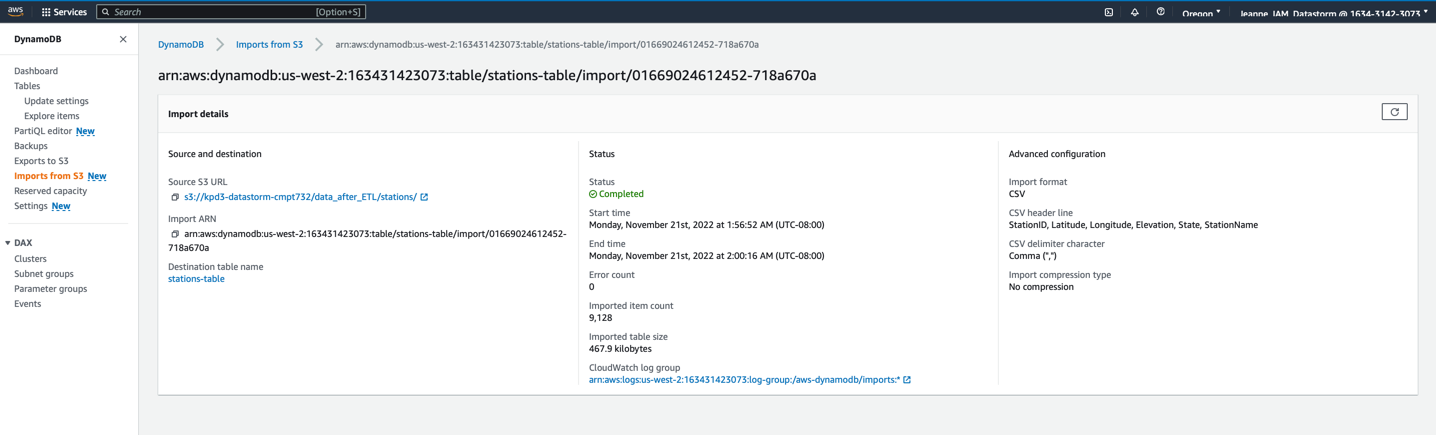 aws Services Search [Option+S] Oregon Jeanne_IAM_Datastorm @ 1634-3142-3073
DynamoDB
Dashboard
Tables
Update settings
Explore items
PartiQL editor New
Backups
Exports to S3
Imports from S3 New
Reserved capacity
Settings New
DAX
Clusters
Subnet groups
Parameter groups
Events
DynamoDB Imports from S3 arn:aws:dynamodb:us-west-2:163431423073:table/stations-table/import/01669024612452-718a670a
arn:aws:dynamodb:us-west-2:163431423073:table/stations-table/import/01669024612452-718a670a
Import details
Source and destination
Source S3 URL
s3://kpd3-datastorm-cmpt732/data_after_ETL/stations/
Import ARN
arn:aws:dynamodb:us-west-2:163431423073:table/stations-table/import/01669024612452-
718a670a
Destination table name
stations-table
Status
Status
Completed
Start time
Monday, November 21st, 2022 at 1:56:52 AM (UTC-08:00)
End time
Monday, November 21st, 2022 at 2:00:16 AM (UTC-08:00)
Error count
0
Imported item count
9,128
Imported table size
467.9 kilobytes
CloudWatch log group
arn:aws:logs:us-west-2:163431423073:log-group:/aws-dynamodb/imports:*
Advanced configuration
Import format
CSV
CSV header line
StationID, Latitude, Longitude, Elevation, State, StationName
CSV delimiter character
Comma (",")
Import compression type
No compression